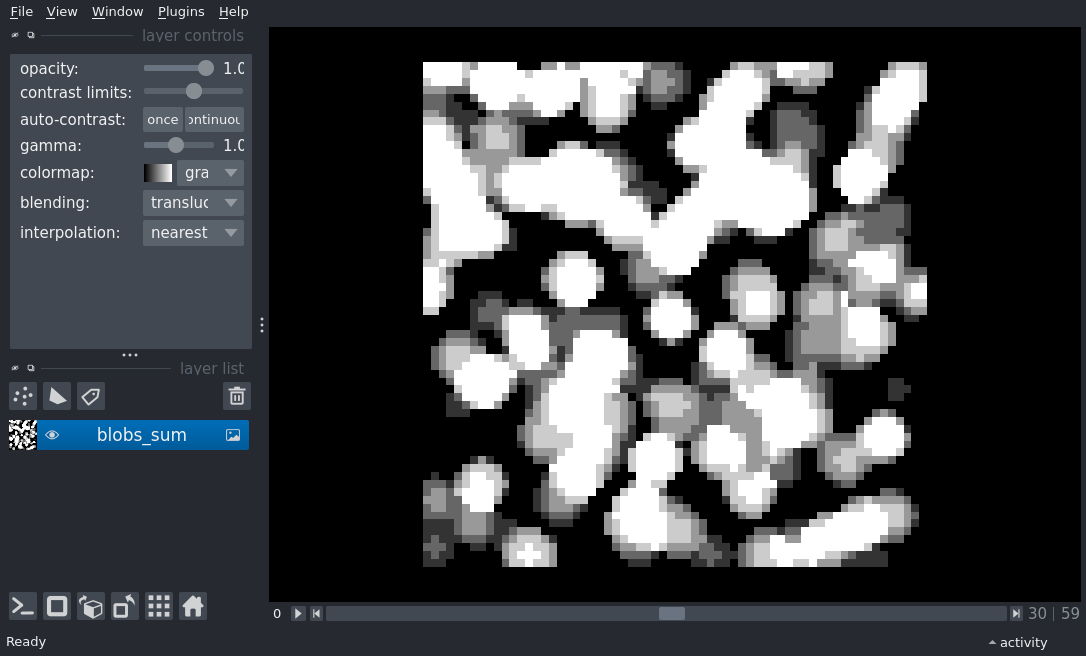 File View Window Plugins Help
layer controls
opacity: 1.0
contrast limits:
auto-contrast: once ontinuou
gamma: 1.0
colormap: gra
blending: transluc
interpolation: nearest
layer list
blobs_sum
0 30 | 59
Ready activity